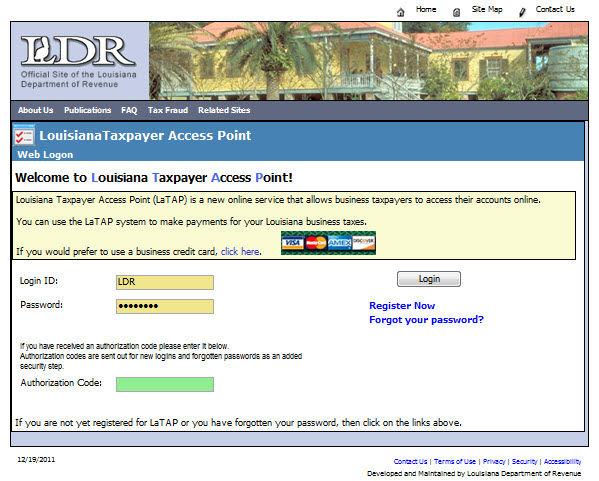 Home Site Map Contact Us
LDR
Official Site of the Louisiana
Department of Revenue
About Us Publications FAQ Tax Fraud Related Sites
LouisianaTaxpayer Access Point
Web Logon
Welcome to Louisiana Taxpayer Access Point!
Louisiana Taxpayer Access Point (LaTAP) is a new online service that allows business taxpayers to access their accounts online.
You can use the LaTAP system to make payments for your Louisiana business taxes.
If you would prefer to use a business credit card, click here.
VISA MasterCard AMEX DISCOVER
Login ID: LDR Login
Password: ●●●●●●●● Register Now
Forgot your password?
If you have received an authorization code please enter it below.
Authorization codes are sent out for new logins and forgotten passwords as an added
security step.
Authorization Code:
If you are not yet registered for LaTAP or you have forgotten your password, then click on the links above.
12/19/2011
Contact Us | Terms of Use | Privacy | Security | Accessibility
Developed and Maintained by Louisiana Department of Revenue